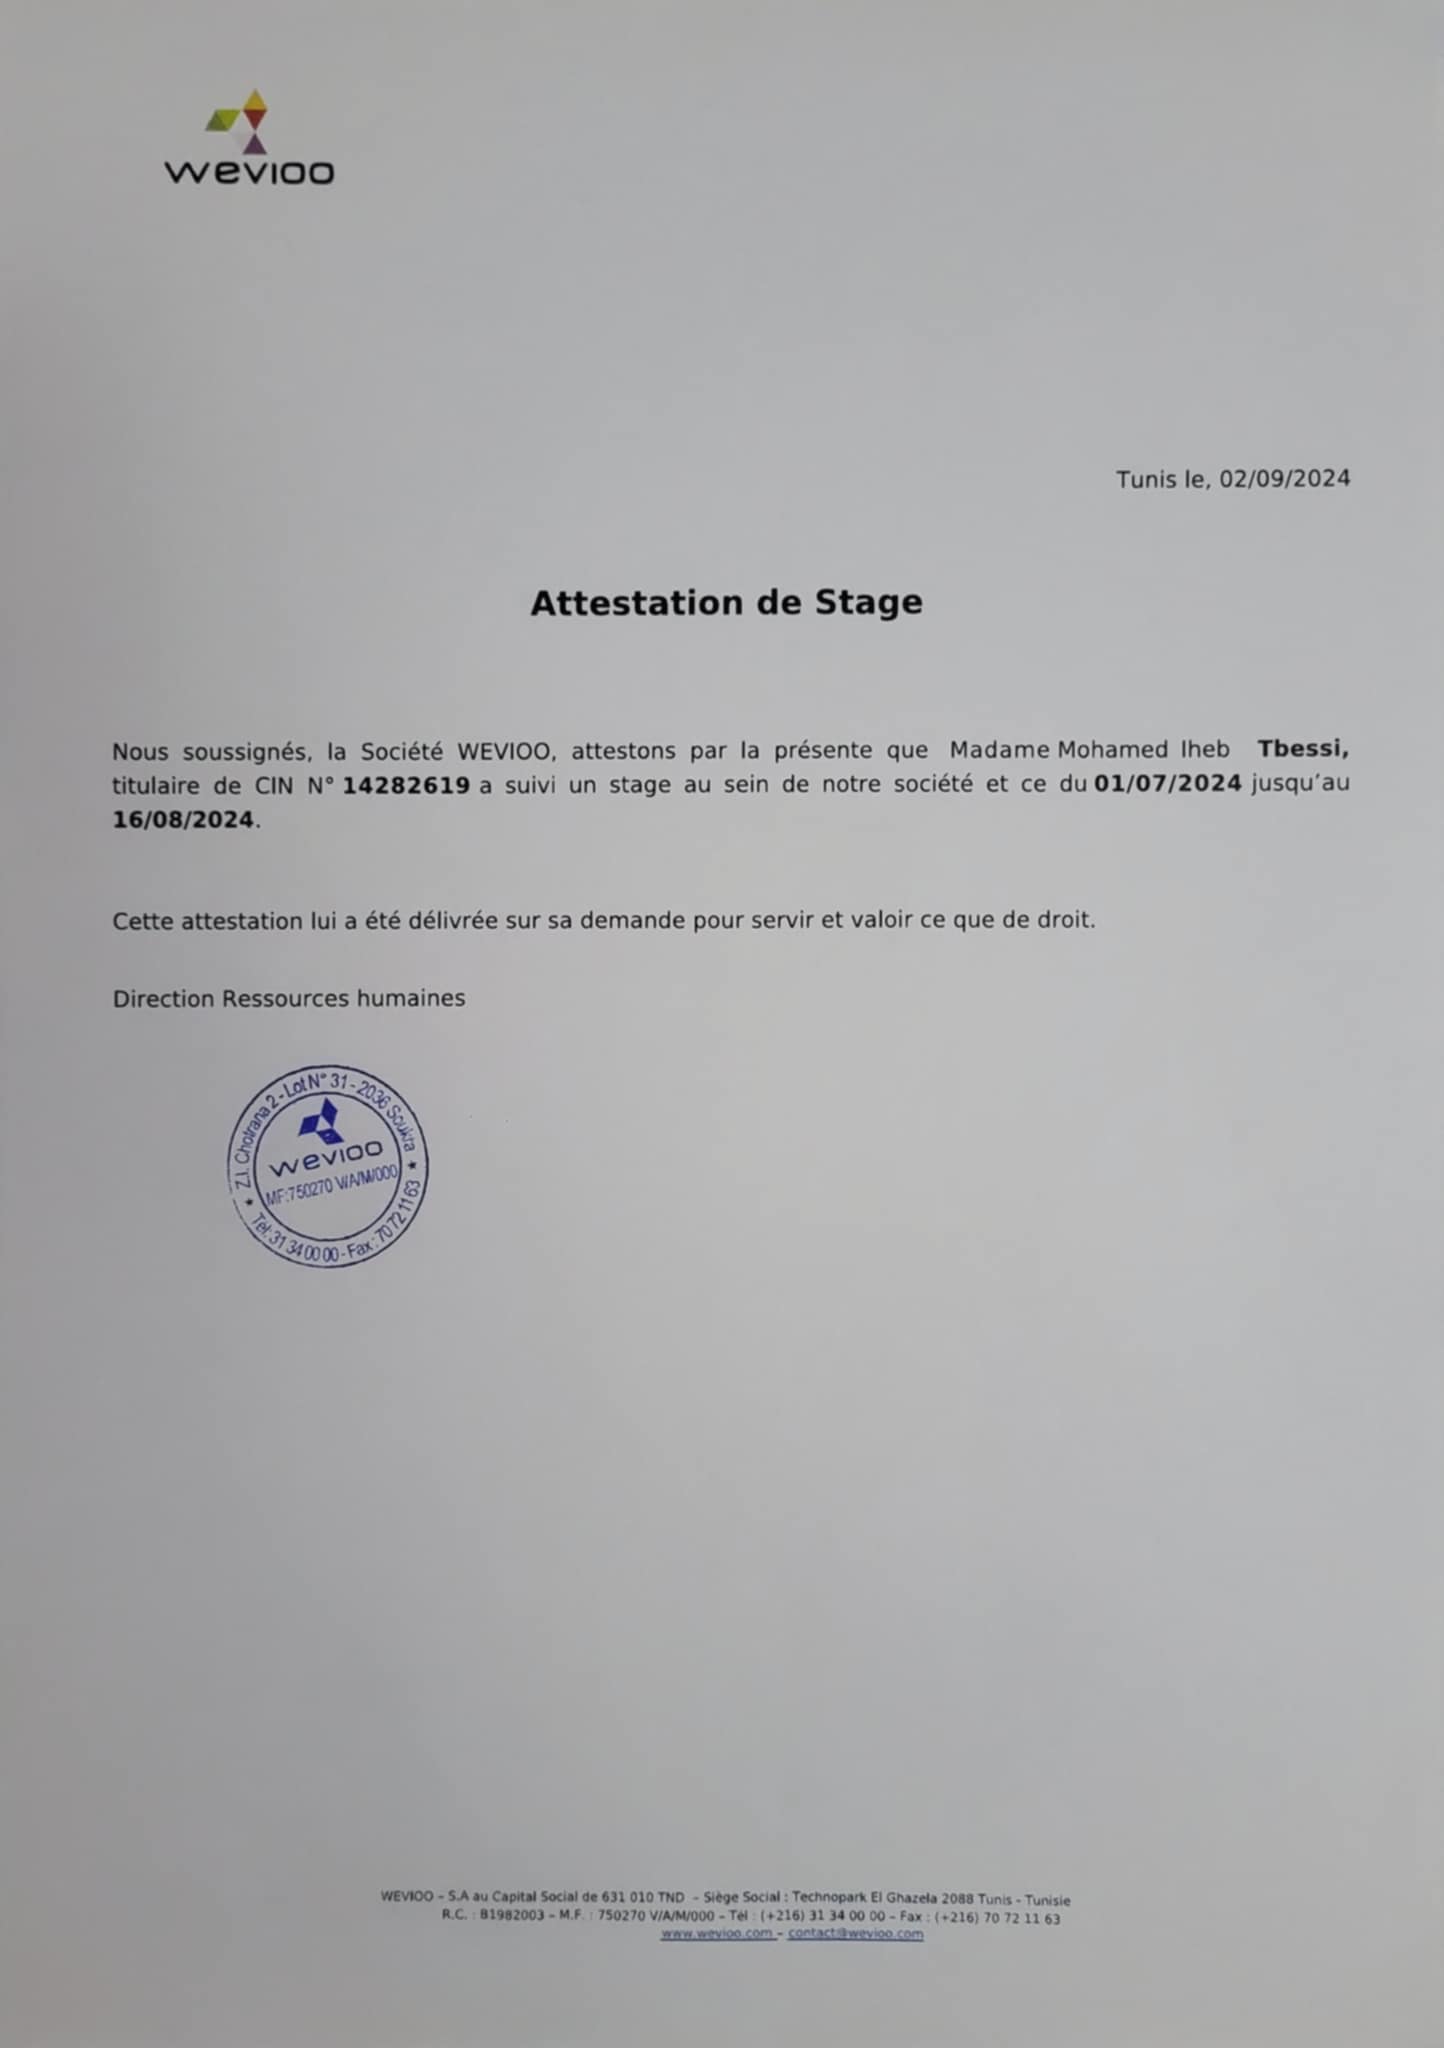 wevioo
Tunis le, 02/09/2024
Attestation de Stage
Nous soussignés, la Société WEVIOO, attestons par la présente que Madame Mohamed Iheb Tbessi,
titulaire de CIN N° 14282619 a suivi un stage au sein de notre société et ce du 01/07/2024 jusqu'au
16/08/2024.
Cette attestation lui a été délivrée sur sa demande pour servir et valoir ce que de droit.
Direction Ressources humaines
Z.I. Chotrana 2 - Lot N° 31 - 2036 Soukra
wevioo
MF:750270 V/A/M/000
Tél: 31 34 00 00 - Fax : 70 72 11 63
WEVIOO – S.A au Capital Social de 631 010 TND – Siège Social : Technopark El Ghazela 2088 Tunis - Tunisie
R.C. : B1982003 – M.F. : 750270 V/A/M/000 – Tél : (+216) 31 34 00 00 – Fax : (+216) 70 72 11 63
www.wevioo.com – contact@wevioo.com